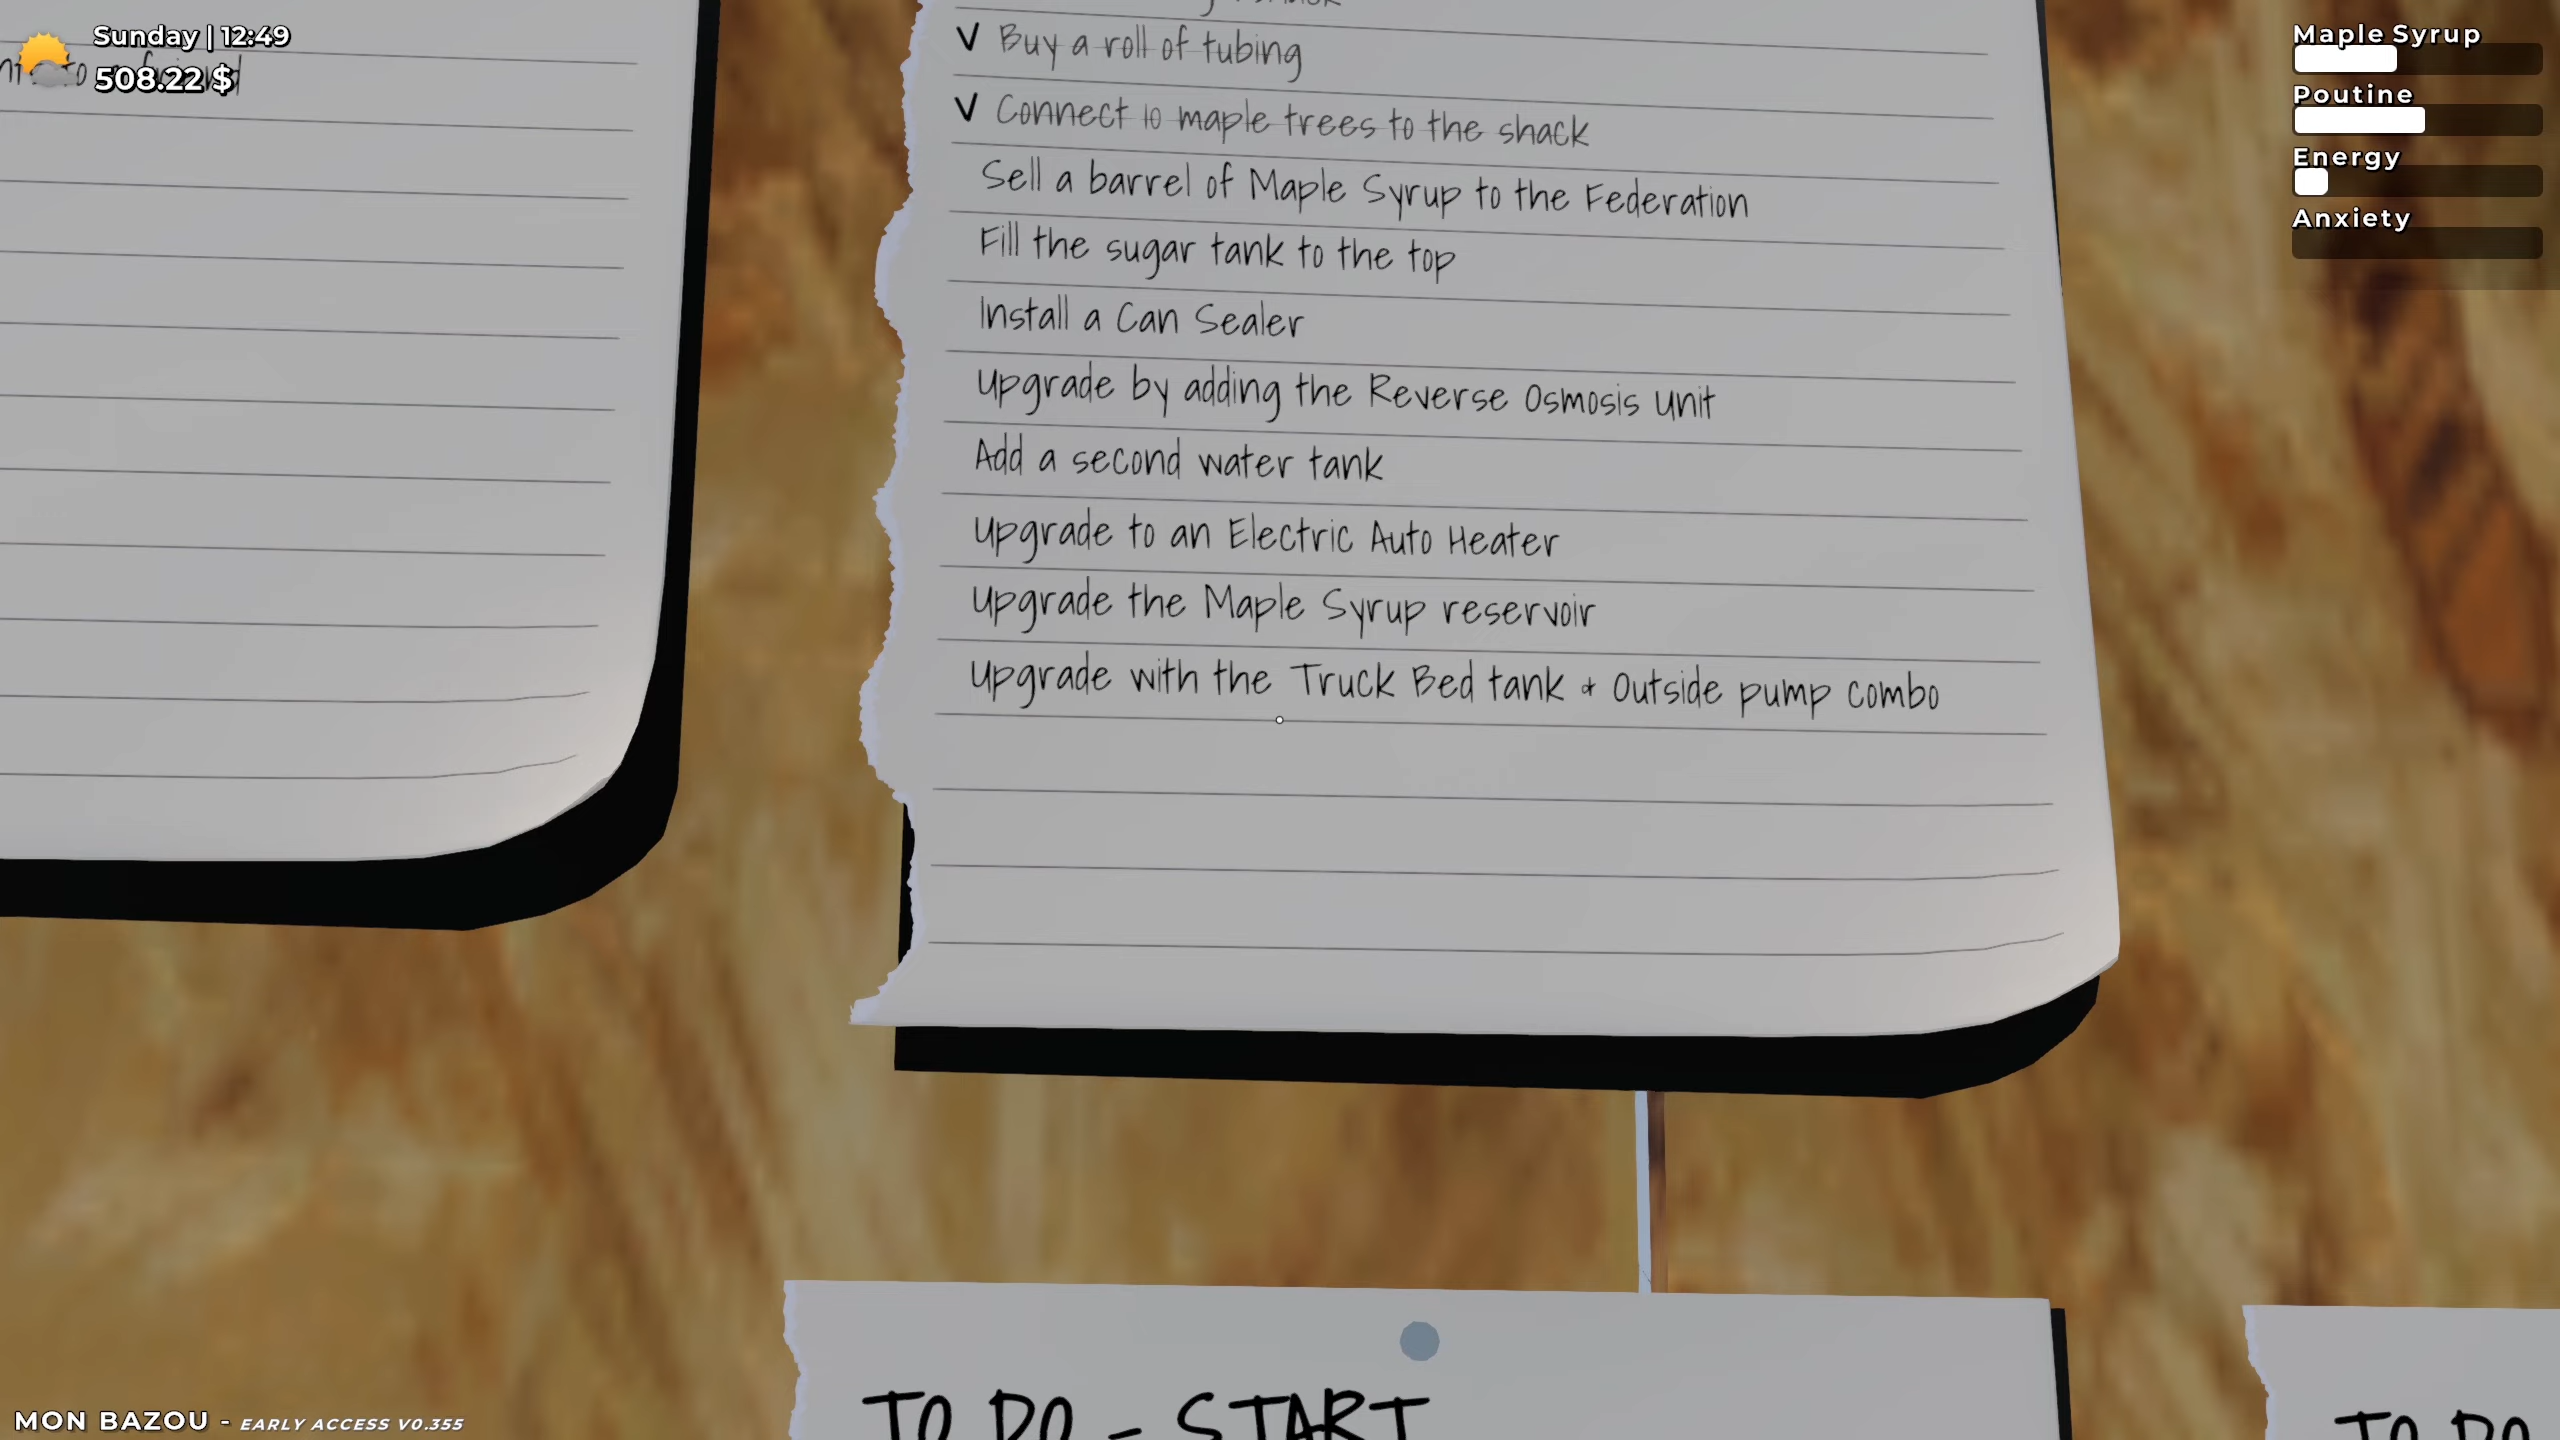 Sunday | 12:49
508.22 $
Maple Syrup
Poutine
Energy
Anxiety
V Buy a roll of tubing
V Connect 10 maple trees to the shack
Sell a barrel of Maple Syrup to the Federation
Fill the sugar tank to the top
Install a Can Sealer
Upgrade by adding the Reverse Osmosis Unit
Add a second water tank
Upgrade to an Electric Auto Heater
Upgrade the Maple Syrup reservoir
Upgrade with the Truck Bed tank + Outside pump combo
TO DO - START
TO DO
MON BAZOU - EARLY ACCESS V0.355